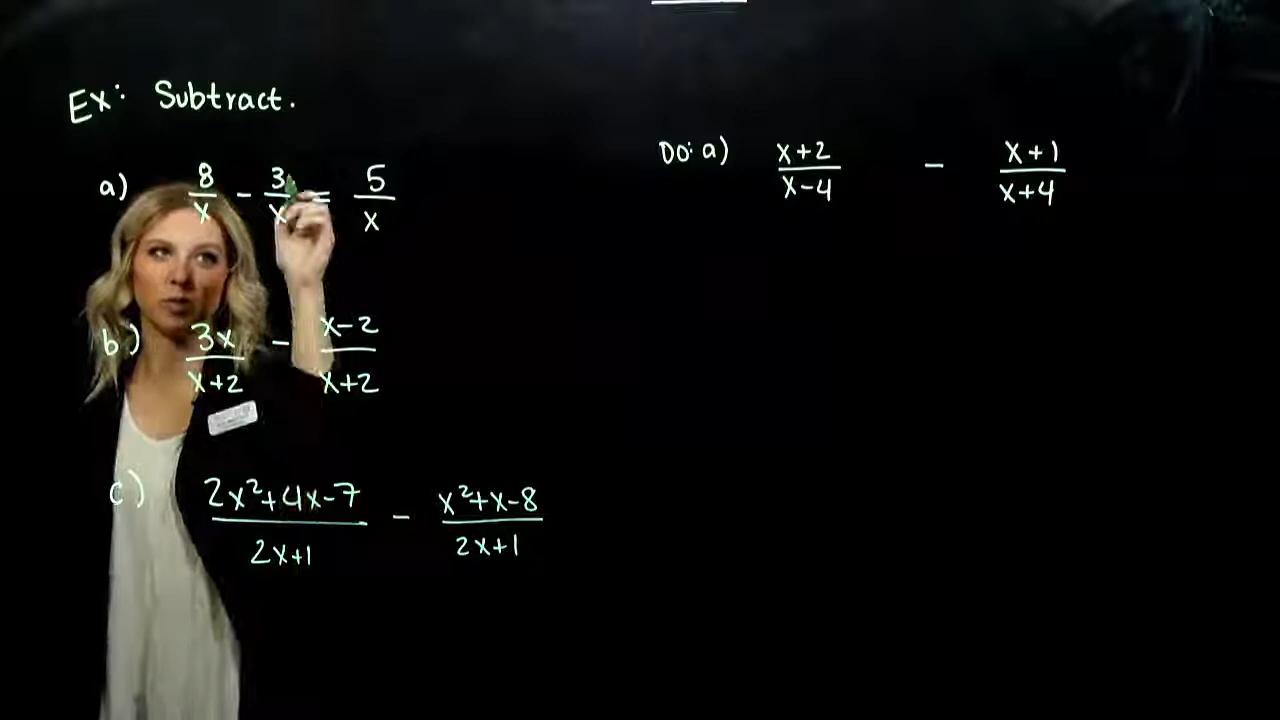 Ex: Subtract.
a) 8/x - 3/x = 5/x
b) 3x/(x+2) - (x-2)/(x+2)
c) (2x²+4x-7)/(2x+1) - (x²+x-8)/(2x+1)
DO: a) (x+2)/(x-4) - (x+1)/(x+4)